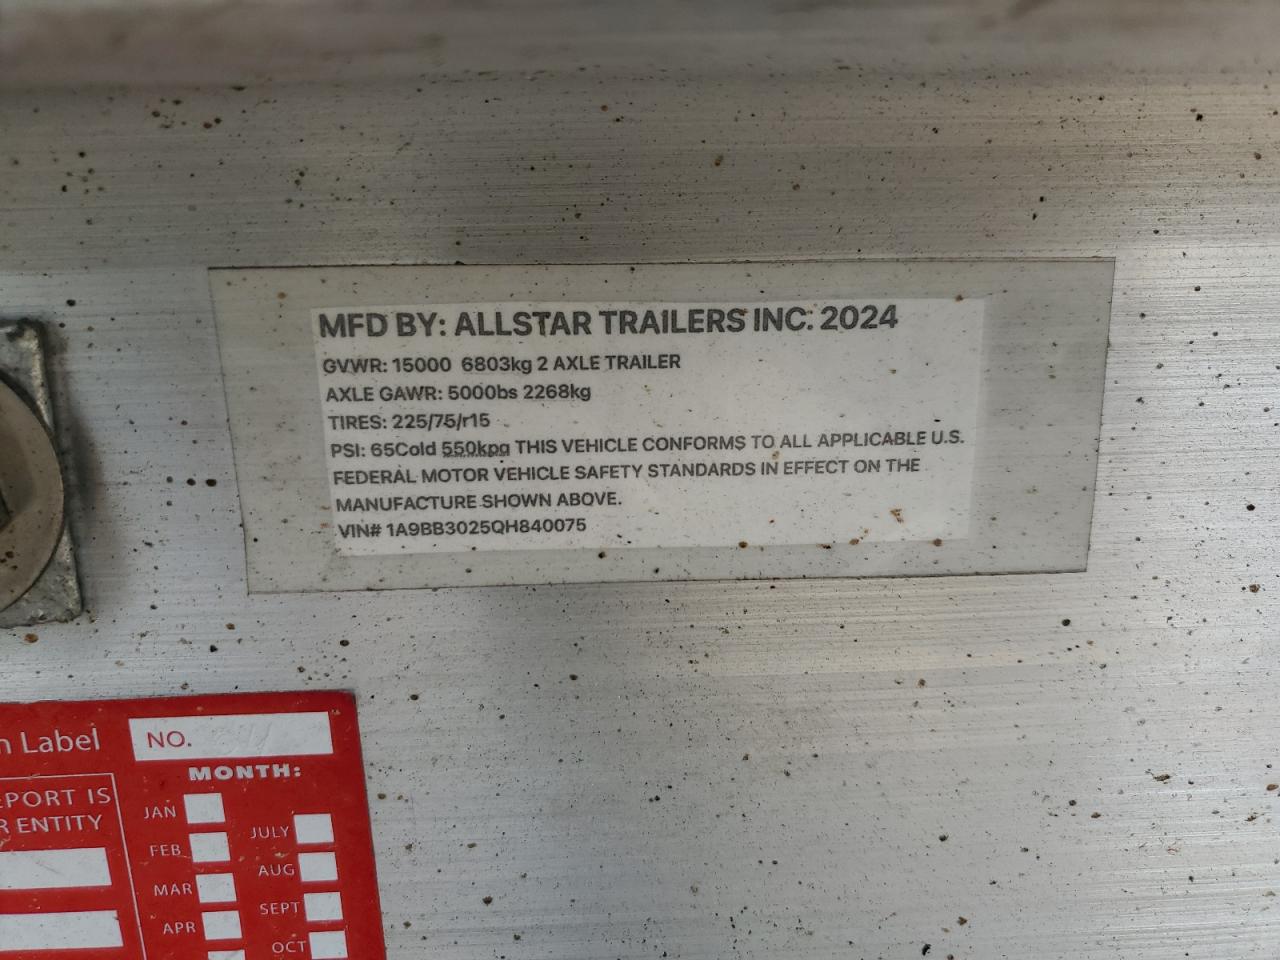 MFD BY: ALLSTAR TRAILERS INC. 2024
GVWR: 15000 6803kg 2 AXLE TRAILER
AXLE GAWR: 5000bs 2268kg
TIRES: 225/75/r15
PSI: 65Cold 550kpg THIS VEHICLE CONFORMS TO ALL APPLICABLE U.S.
FEDERAL MOTOR VEHICLE SAFETY STANDARDS IN EFFECT ON THE
MANUFACTURE SHOWN ABOVE.
VIN# 1A9BB3025QH840075
n Label
NO.
MONTH:
EPORT IS
R ENTITY
JAN
FEB
MAR
APR
JULY
AUG
SEPT
OCT